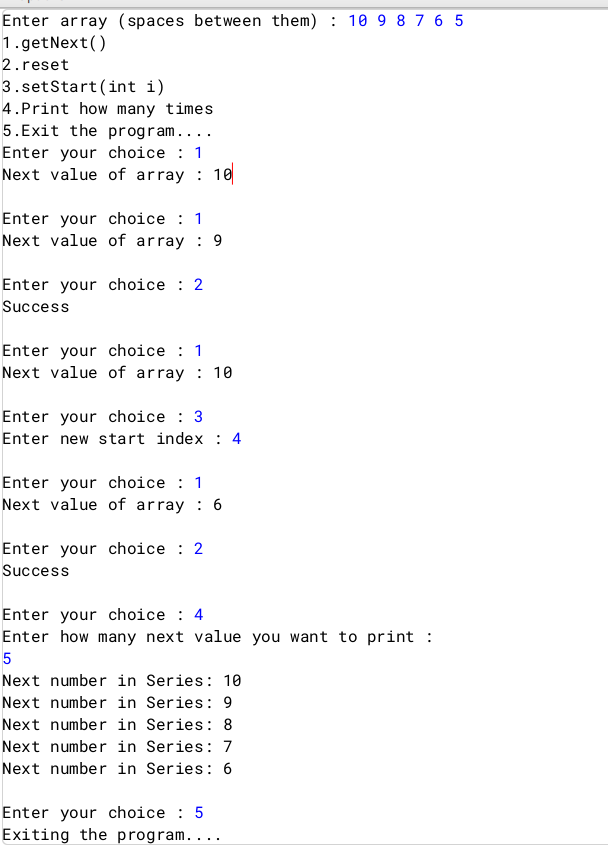 Enter array (spaces between them) : 10 9 8 7 6 5
1.getNext()
2.reset
3.setStart(int i)
4.Print how many times
5.Exit the program....
Enter your choice : 1
Next value of array : 10
Enter your choice : 1
Next value of array : 9
Enter your choice : 2
Success
Enter your choice : 1
Next value of array : 10
Enter your choice : 3
Enter new start index : 4
Enter your choice : 1
Next value of array : 6
Enter your choice : 2
Success
Enter your choice : 4
Enter how many next value you want to print :
5
Next number in Series: 10
Next number in Series: 9
Next number in Series: 8
Next number in Series: 7
Next number in Series: 6
Enter your choice : 5
Exiting the program....